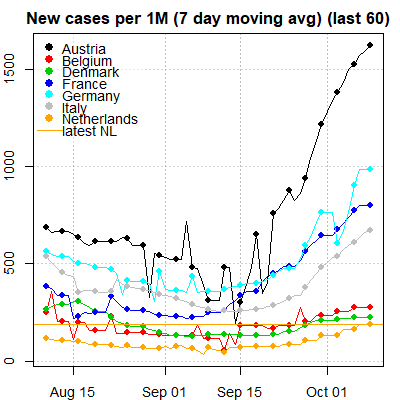 New cases per 1M (7 day moving avg) (last 60)
Austria
Belgium
Denmark
France
Germany
Italy
Netherlands
latest NL
1500
1000
500
0
Aug 15
Sep 01
Sep 15
Oct 01